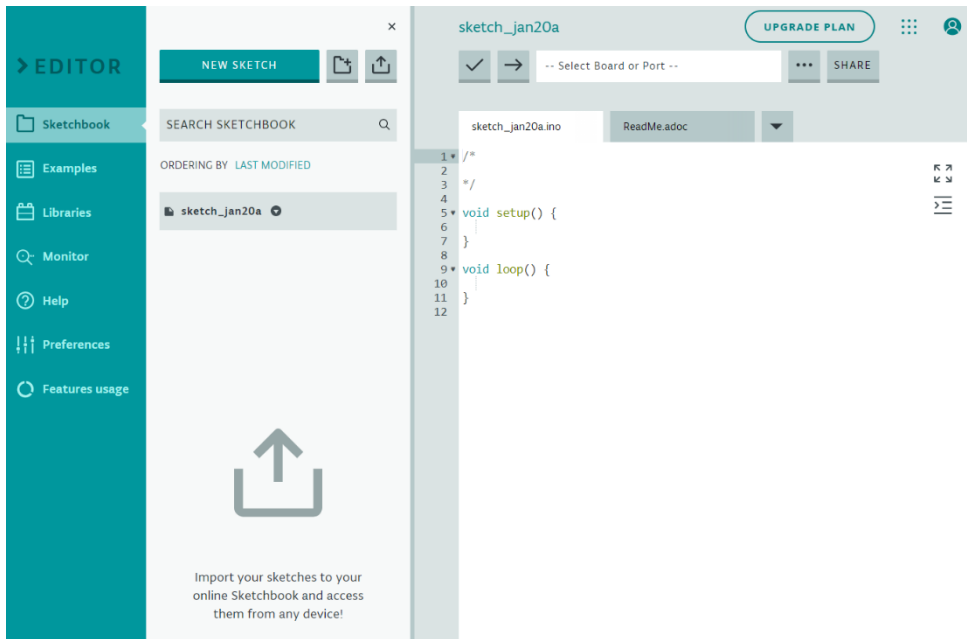 EDITOR
Sketchbook
Examples
Libraries
Monitor
Help
Preferences
Features usage
NEW SKETCH
SEARCH SKETCHBOOK
ORDERING BY LAST MODIFIED
sketch_jan20a
Import your sketches to your
online Sketchbook and access
them from any device!
sketch_jan20a
UPGRADE PLAN
-- Select Board or Port --
SHARE
sketch_jan20a.ino
ReadMe.adoc
1 /*
2
3 */
4
5 void setup() {
6
7 }
8
9 void loop() {
10
11 }
12